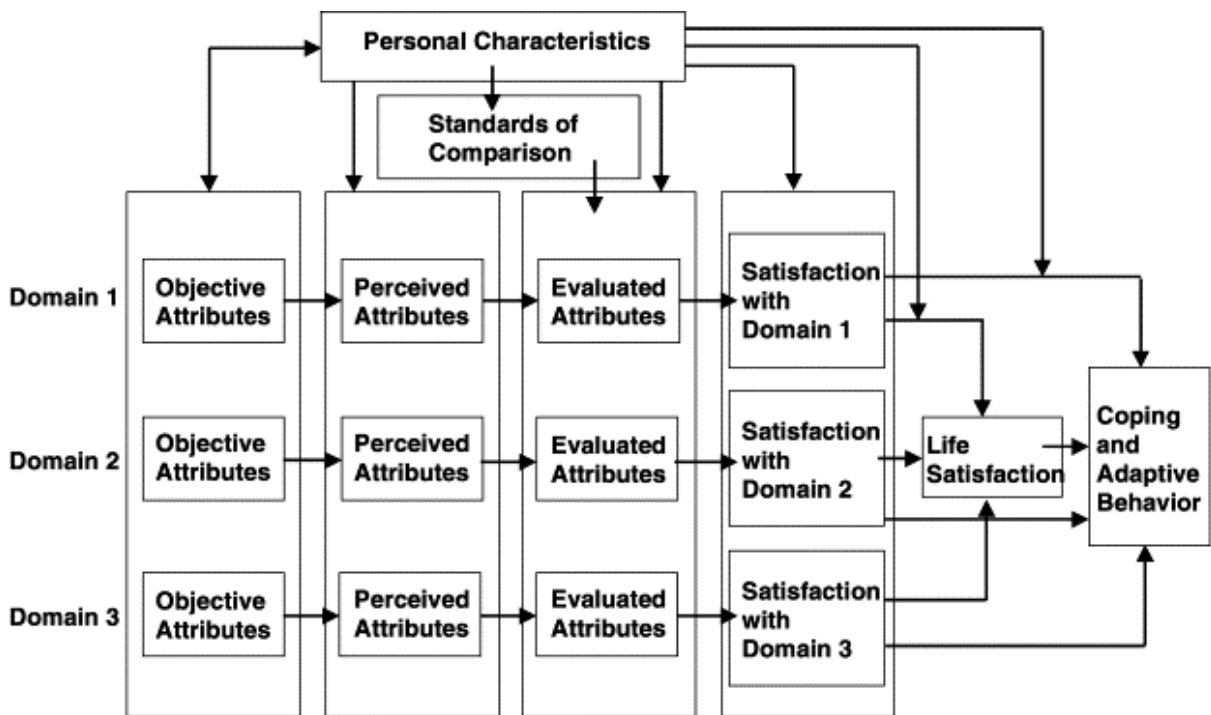 Personal Characteristics
Standards of
Comparison
Domain 1
Objective
Attributes
Perceived
Attributes
Evaluated
Attributes
Satisfaction
with
Domain 1
Domain 2
Objective
Attributes
Perceived
Attributes
Evaluated
Attributes
Satisfaction
with
Domain 2
Life
Satisfaction
Coping
and
Adaptive
Behavior
Domain 3
Objective
Attributes
Perceived
Attributes
Evaluated
Attributes
Satisfaction
with
Domain 3